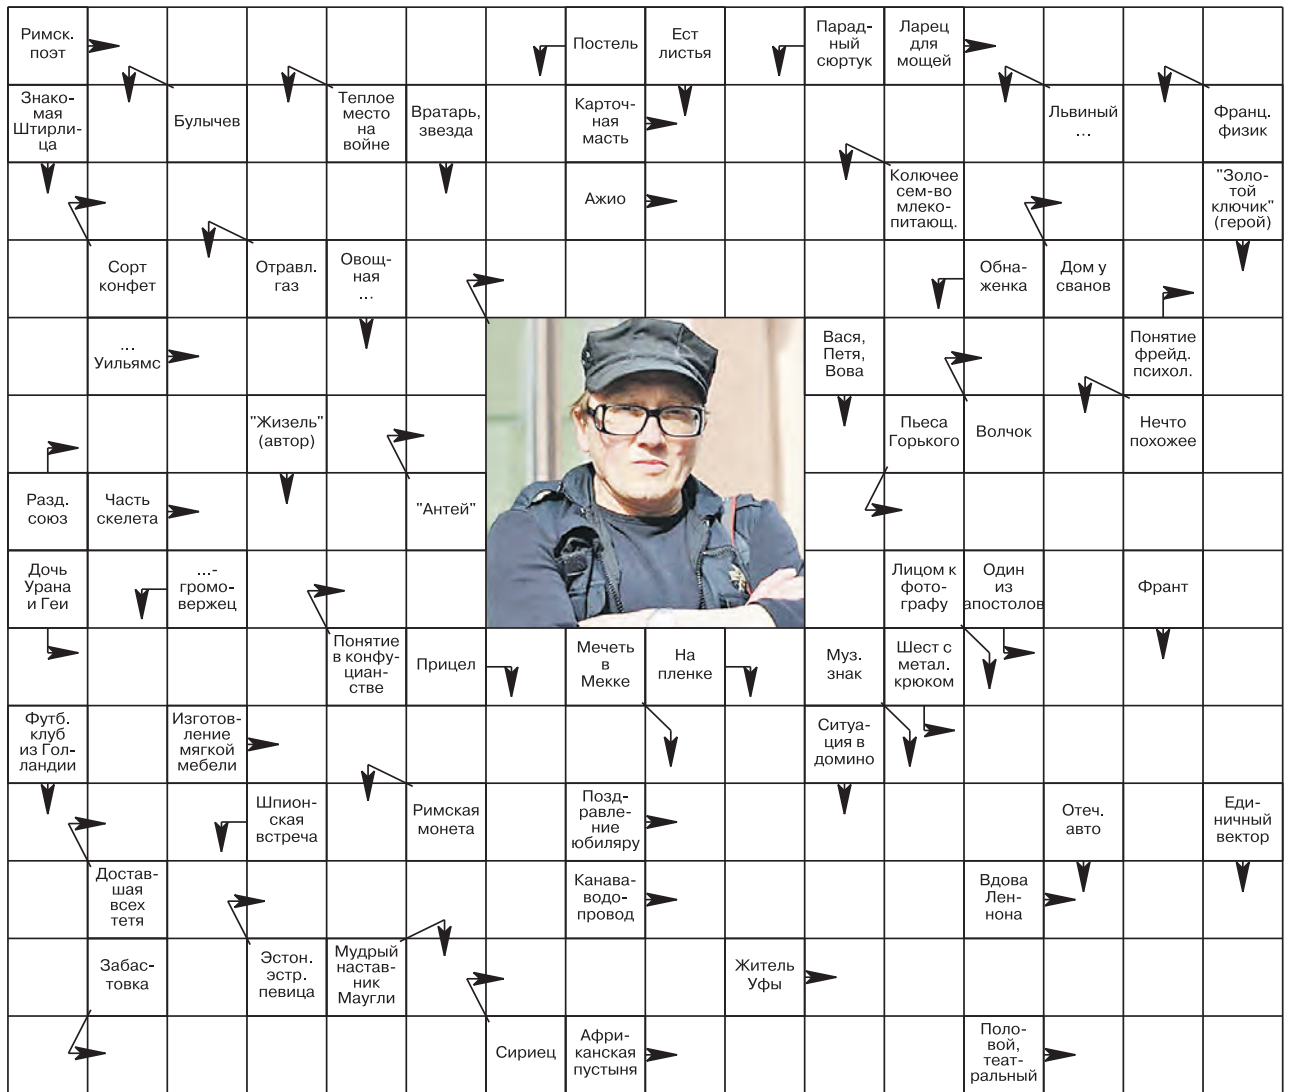 Римск.
поэт
Постель
Ест
листья
Парад-
ный
сюртук
Ларец
для
мощей
Знако-
мая
Штирли-
ца
Булычев
Теплое
место
на
войне
Вратарь,
звезда
Карточ-
ная
масть
Львиный
...
Франц.
физик
Ажио
Колючее
сем-во
млеко-
питающ.
"Золо-
той
ключик"
(герой)
Сорт
конфет
Отравл.
газ
Овощ-
ная
...
Обна-
женка
Дом у
сванов
...
Уильямс
Вася,
Петя,
Вова
Понятие
фрейд.
психол.
"Жизель"
(автор)
Пьеса
Горького
Волчок
Нечто
похожее
Разд.
союз
Часть
скелета
"Антей"
Дочь
Урана
и Геи
...-
громо-
вержец
Лицом к
фото-
графу
Один
из
апостолов
Франт
Понятие
в конфу-
циан-
стве
Прицел
Мечеть
в
Мекке
На
пленке
Муз.
знак
Шест с
метал.
крюком
Футб.
клуб
из Гол-
ландии
Изготов-
ление
мягкой
мебели
Ситуа-
ция в
домино
Шпион-
ская
встреча
Римская
монета
Позд-
равле-
ние
юбиляру
Отеч.
авто
Еди-
ничный
вектор
Достав-
шая
всех
тетя
Канава-
водо-
провод
Вдова
Лен-
нона
Забас-
товка
Эстон.
эстр.
певица
Мудрый
настав-
ник
Маугли
Житель
Уфы
Сириец
Афри-
канская
пустыня
Поло-
вой,
теат-
ральный